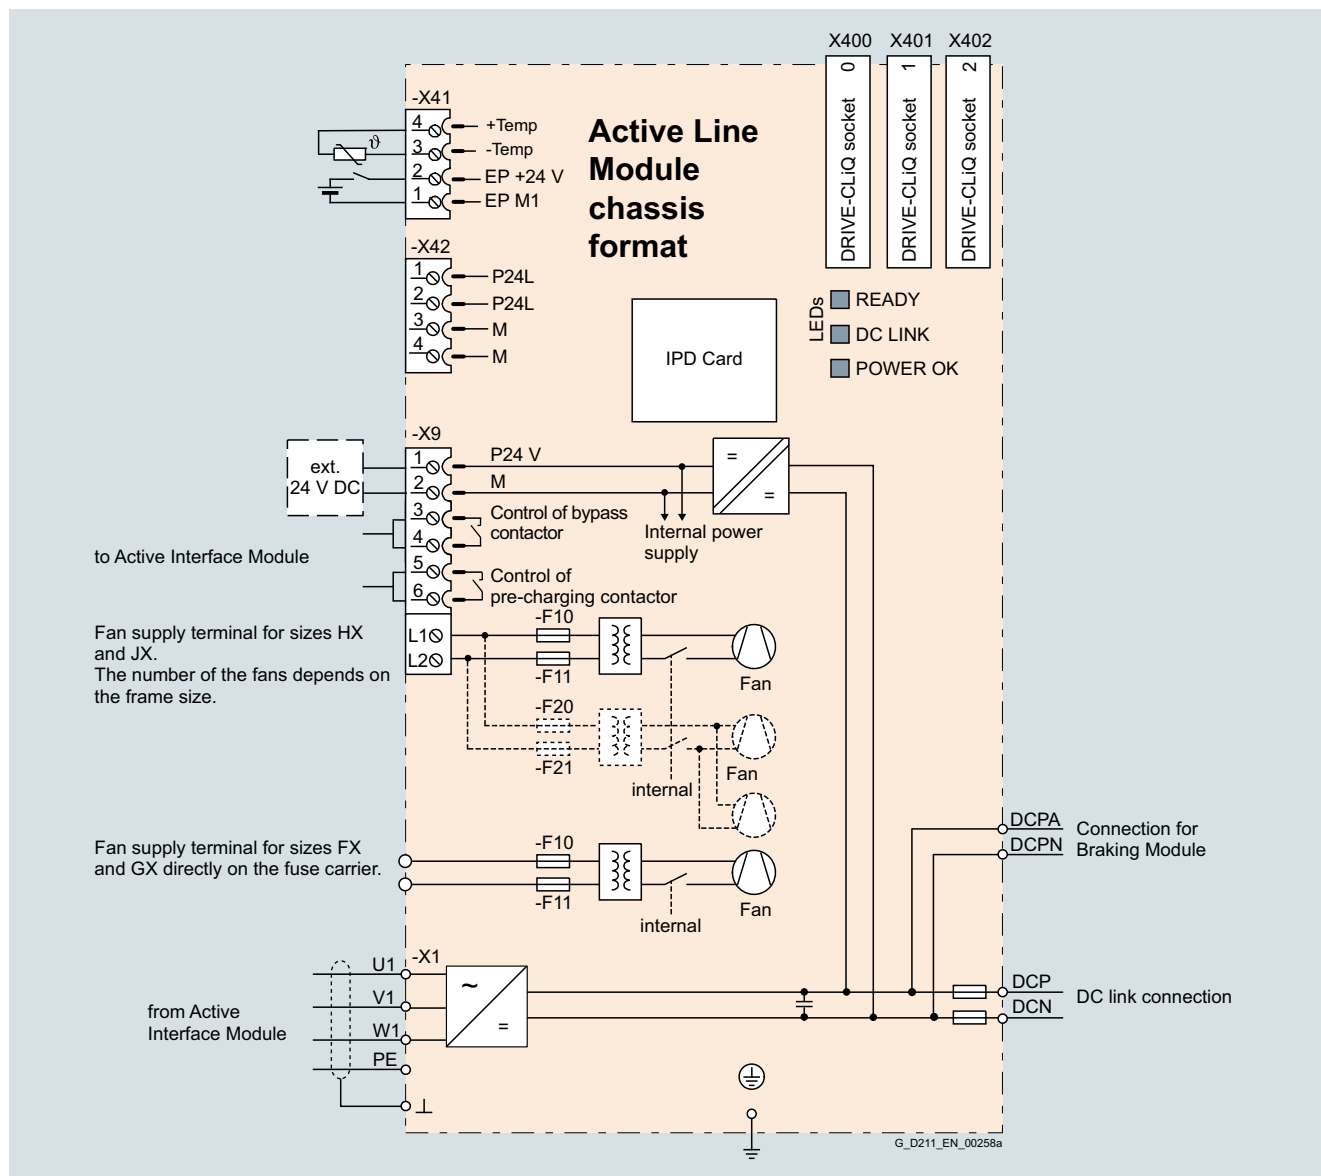 X400 X401 X402
0 1 2
DRIVE-CLiQ socket
DRIVE-CLiQ socket
DRIVE-CLiQ socket
-X41
4 +Temp
ϑ
3 -Temp
2 EP +24 V
1 EP M1
Active Line
Module
chassis
format
-X42
1 P24L
2 P24L
3 M
4 M
LEDs
READY
DC LINK
POWER OK
IPD Card
-X9
ext.
24 V DC
1 P24 V
2 M
=
=
3 Control of bypass
4 contactor
Internal power
supply
to Active Interface Module
5 Control of
6 pre-charging contactor
Fan supply terminal for sizes HX
and JX.
The number of the fans depends on
the frame size.
L1
L2
-F10
-F11
Fan
-F20
-F21
Fan
internal
Fan supply terminal for sizes FX
and GX directly on the fuse carrier.
-F10
-F11
Fan
internal
DCPA
DCPN
Connection for
Braking Module
-X1
U1
V1
W1
PE
from Active
Interface Module
~
=
DCP
DCN
DC link connection
G_D211_EN_00258a